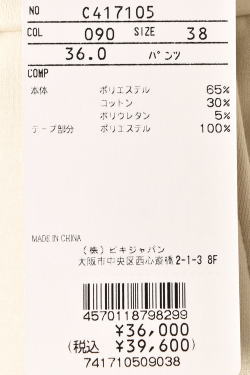 NO C417105
COL 090 SIZE 38
36.0 パンツ
COMP
本体 ポリエステル 65%
コットン 30%
ポリウレタン 5%
テープ部分 ポリエステル 100%
MADE IN CHINA
(株)ビキジャパン
大阪市中央区西心斎橋2-1-3 8F
4570118798299
¥36,000
(税込 ¥39,600)
741710509038